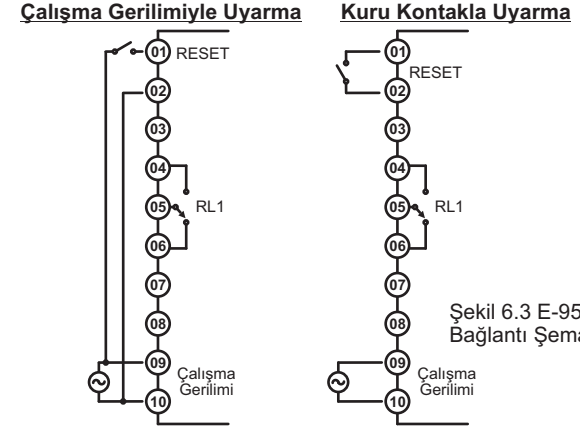 Çalışma Gerilimiyle Uyarma
01 RESET
02
03
04
05 RL1
06
07
08
09
Çalışma
Gerilimi
10
Kuru Kontakla Uyarma
01
RESET
02
03
04
05 RL1
06
07
08
09
Çalışma
Gerilimi
10
Şekil 6.3 E-95
Bağlantı